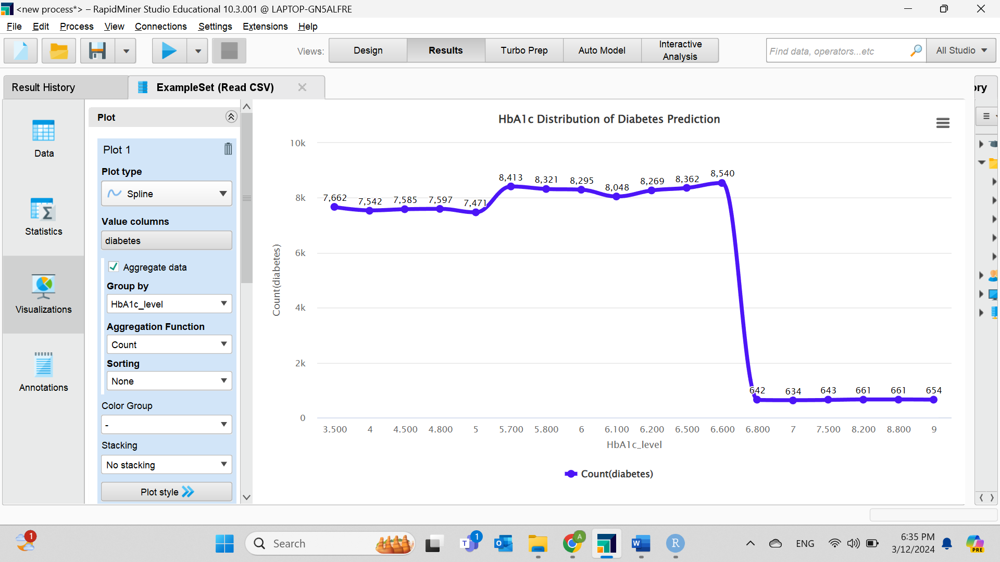 <new process*> – RapidMiner Studio Educational 10.3.001 @ LAPTOP-GN5ALFRE
File Edit Process View Connections Settings Extensions Help
Views: Design Results Turbo Prep Auto Model Interactive Analysis
Find data, operators...etc
All Studio
Result History
ExampleSet (Read CSV)
ory
Data
Statistics
Visualizations
Annotations
Plot
Plot 1
Plot type
Spline
Value columns
diabetes
Aggregate data
Group by
HbA1c_level
Aggregation Function
Count
Sorting
None
Color Group
-
Stacking
No stacking
Plot style
HbA1c Distribution of Diabetes Prediction
10k
8k
6k
4k
2k
0
Count(diabetes)
7,662 7,542 7,585 7,597 7,471 8,413 8,321 8,295 8,048 8,269 8,362 8,540 642 634 643 661 661 654
3.500 4 4.500 4.800 5 5.700 5.800 6 6.100 6.200 6.500 6.600 6.800 7 7.500 8.200 8.800 9
HbA1c_level
Count(diabetes)
1
Search
T
1
O
A
W
R
ENG
6:35 PM
3/12/2024
PRE